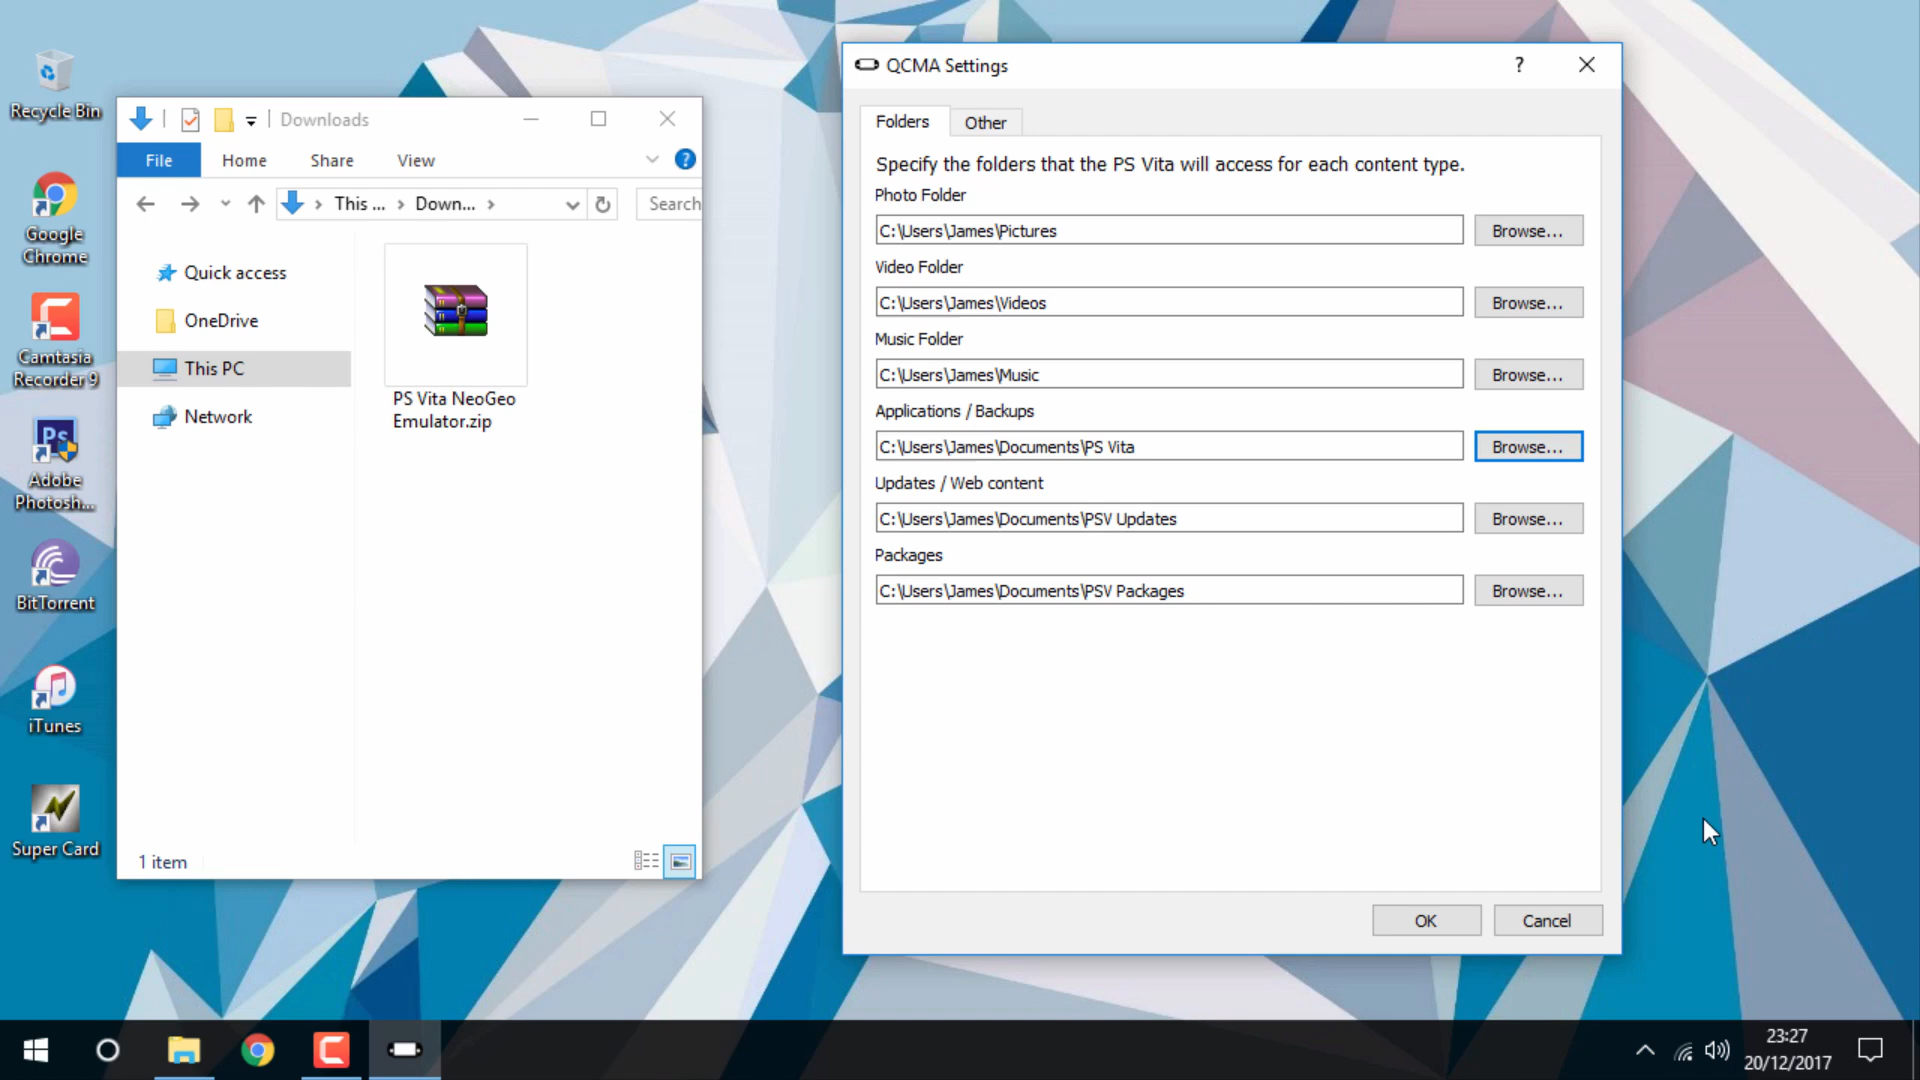 Recycle Bin
Google
Chrome
Camtasia
Recorder 9
Adobe
Photosh...
BitTorrent
iTunes
Super Card
Downloads
File
Home
Share
View
This ...
Down...
Search
Quick access
OneDrive
This PC
Network
PS Vita NeoGeo
Emulator.zip
1 item
QCMA Settings
?
Folders
Other
Specify the folders that the PS Vita will access for each content type.
Photo Folder
C:\Users\James\Pictures
Browse...
Video Folder
C:\Users\James\Videos
Browse...
Music Folder
C:\Users\James\Music
Browse...
Applications / Backups
C:\Users\James\Documents\PS Vita
Browse...
Updates / Web content
C:\Users\James\Documents\PSV Updates
Browse...
Packages
C:\Users\James\Documents\PSV Packages
Browse...
OK
Cancel
23:27
20/12/2017